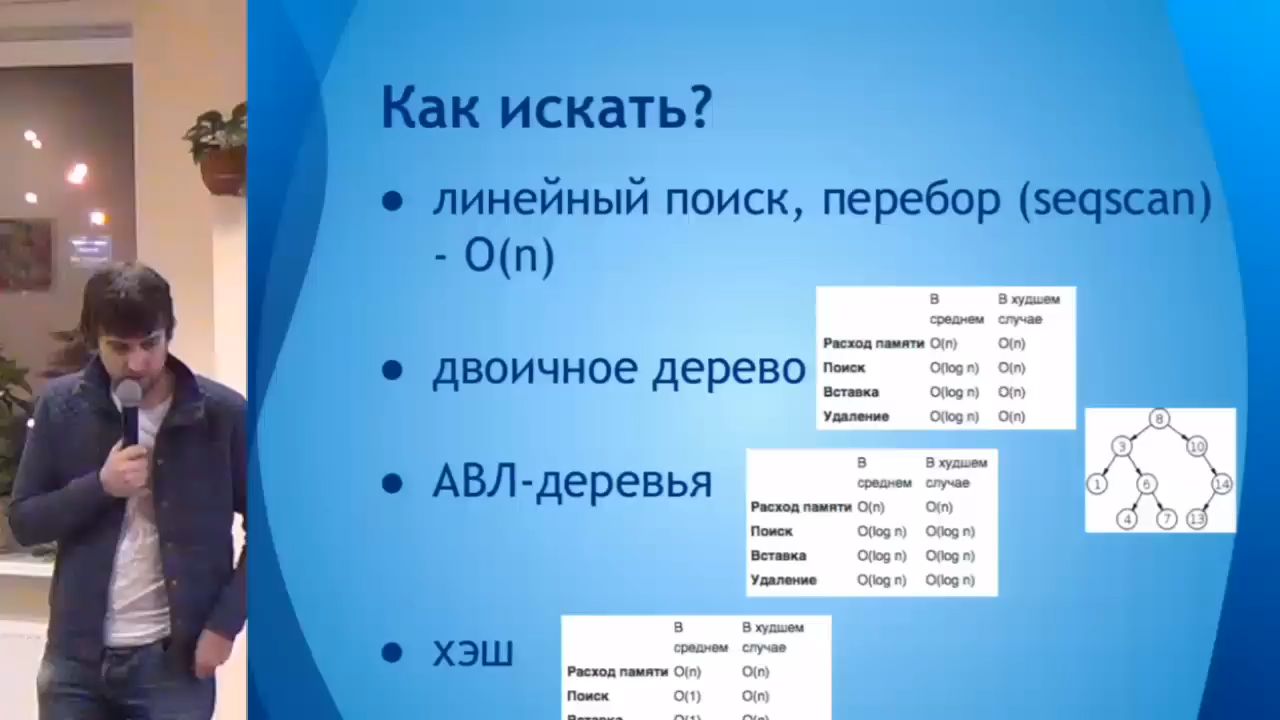 Как искать?
● линейный поиск, перебор (seqscan)
- O(n)
● двоичное дерево
В среднем В худшем случае
Расход памяти O(n) O(n)
Поиск O(log n) O(n)
Вставка O(log n) O(n)
Удаление O(log n) O(n)
8
3 10
1 6 14
4 7 13
● АВЛ-деревья
В среднем В худшем случае
Расход памяти O(n) O(n)
Поиск O(log n) O(log n)
Вставка O(log n) O(log n)
Удаление O(log n) O(log n)
● хэш
В среднем В худшем случае
Расход памяти O(n) O(n)
Поиск O(1) O(n)
Вставка O(1) O(n)